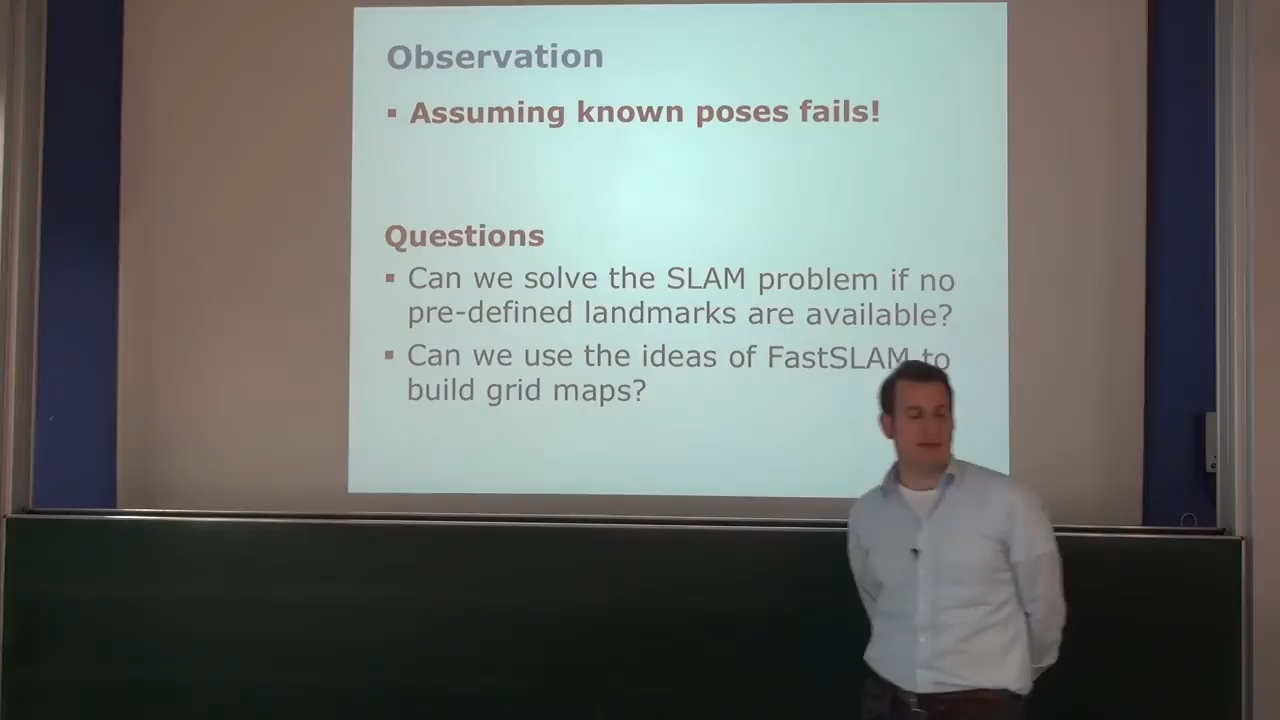 Observation
▪ Assuming known poses fails!
Questions
▪ Can we solve the SLAM problem if no
pre-defined landmarks are available?
▪ Can we use the ideas of FastSLAM to
build grid maps?